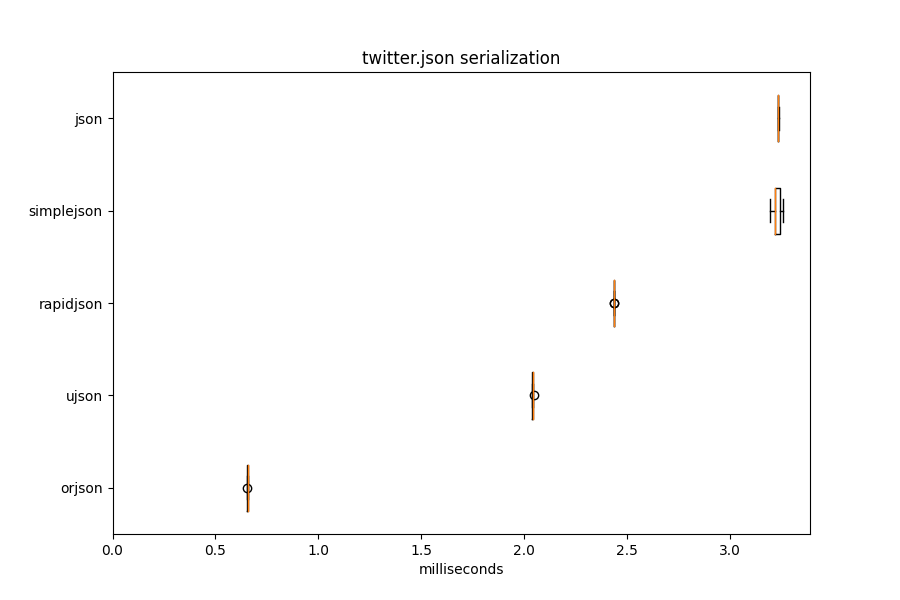 twitter.json serialization
json
simplejson
rapidjson
ujson
orjson
0.0 0.5 1.0 1.5 2.0 2.5 3.0
milliseconds